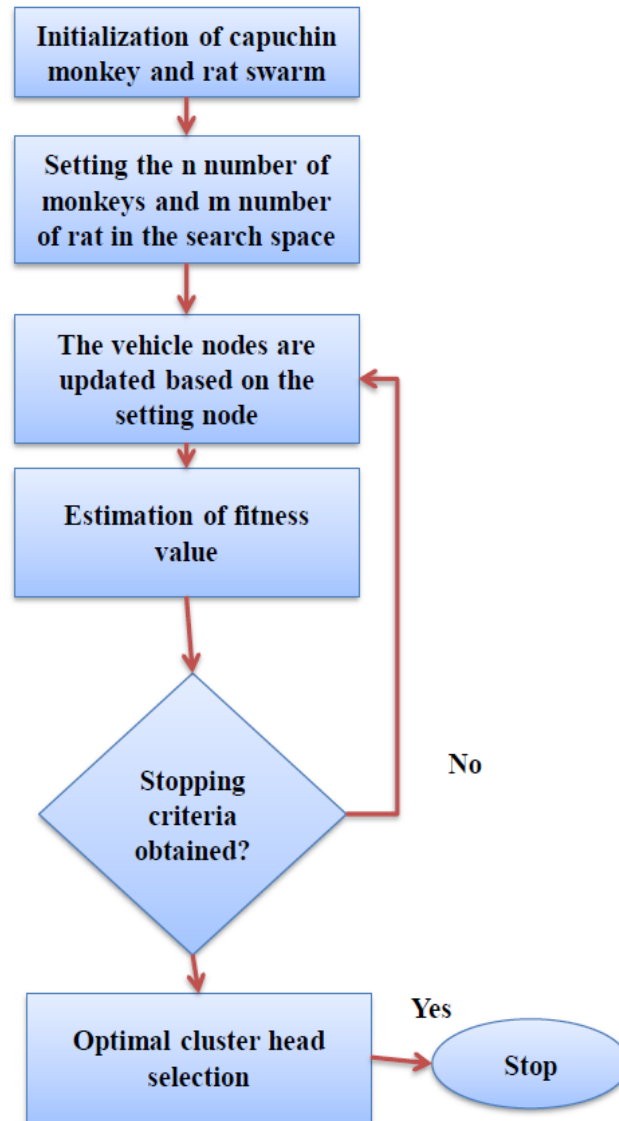 Initialization of capuchin
monkey and rat swarm
Setting the n number of
monkeys and m number
of rat in the search space
The vehicle nodes are
updated based on the
setting node
Estimation of fitness
value
Stopping
criteria
obtained?
No
Optimal cluster head
selection
Yes
Stop